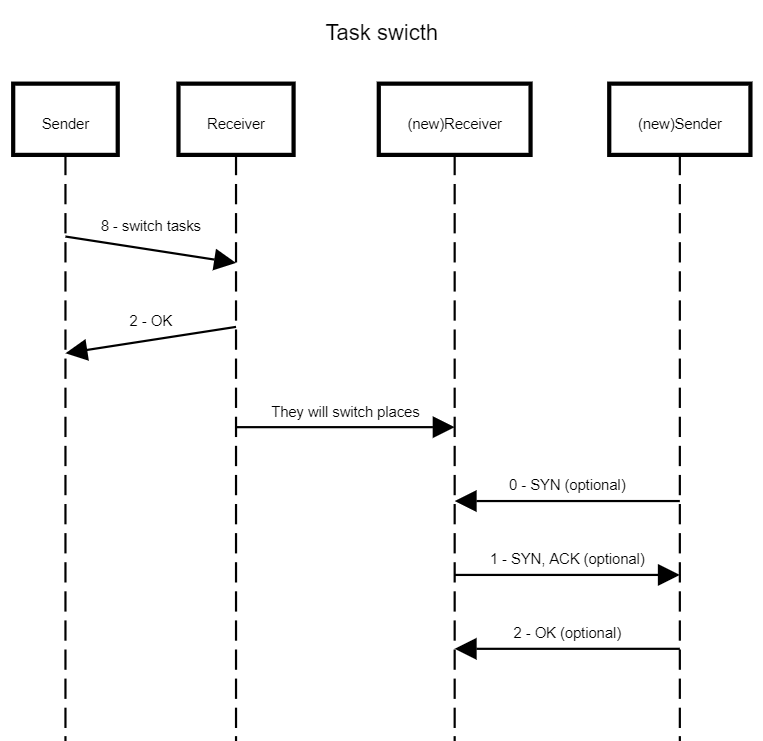 Task swicth
Sender
Receiver
(new)Receiver
(new)Sender
8 - switch tasks
2 - OK
They will switch places
0 - SYN (optional)
1 - SYN, ACK (optional)
2 - OK (optional)